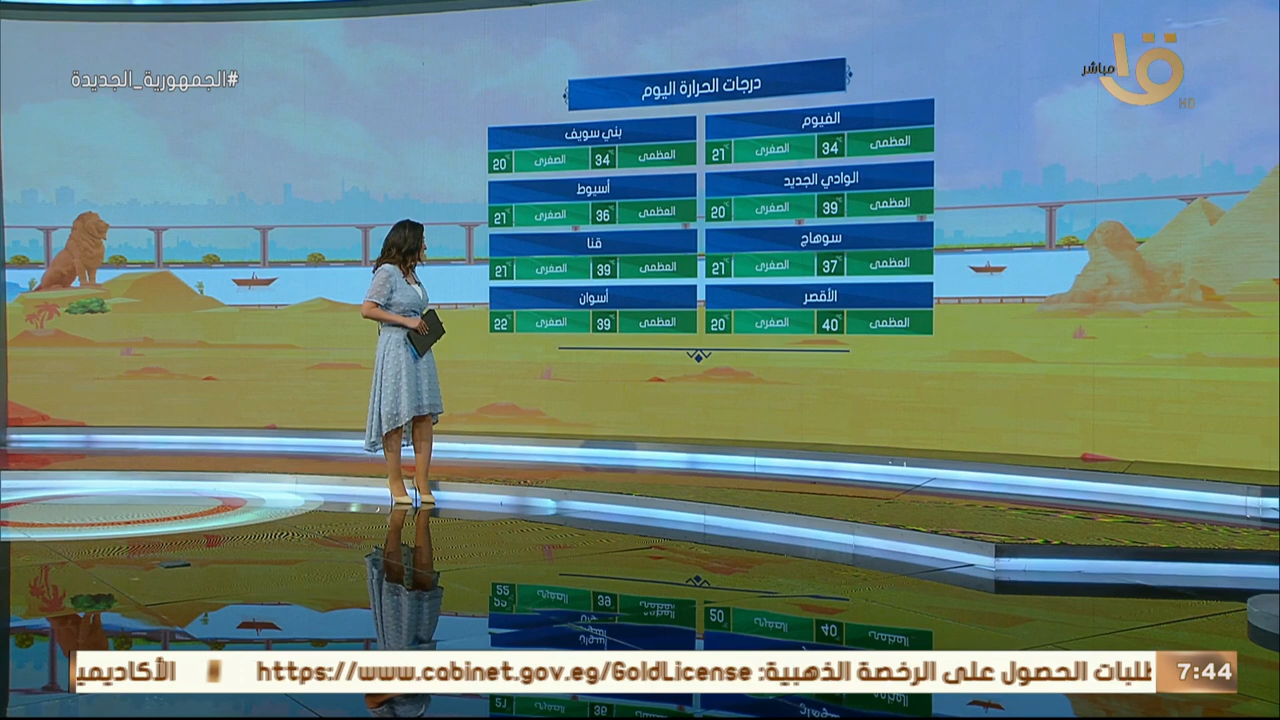 #الجمهورية_الجديدة
مباشر
HD
درجات الحرارة اليوم
الفيوم
العظمى 34 الصغرى 21
بني سويف
العظمى 34 الصغرى 20
الوادي الجديد
العظمى 39 الصغرى 20
أسيوط
العظمى 36 الصغرى 21
سوهاج
العظمى 37 الصغرى 21
قنا
العظمى 39 الصغرى 21
الأقصر
العظمى 40 الصغرى 20
أسوان
العظمى 39 الصغرى 22
7:44 طلبات الحصول على الرخصة الذهبية: https://www.cabinet.gov.eg/GoldLicense